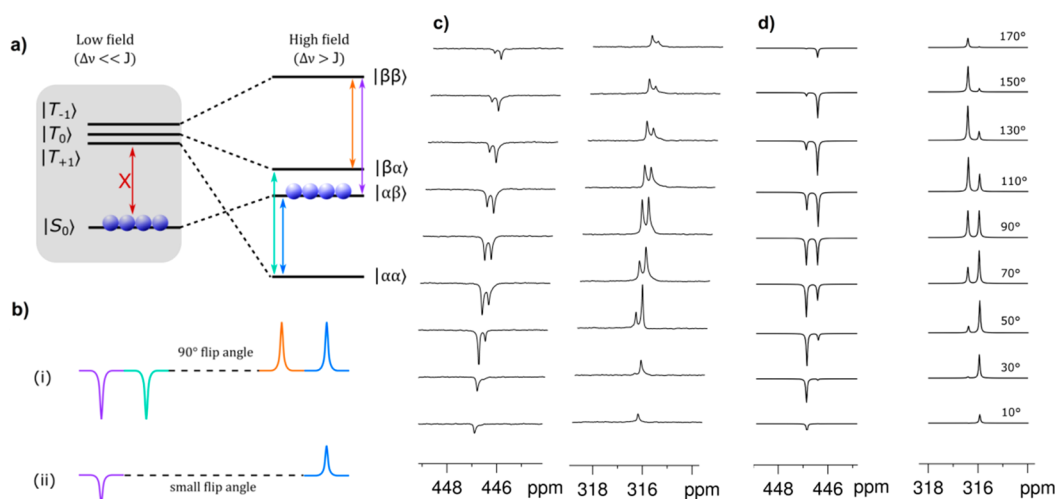 a)
Low field
(Δν << J)
High field
(Δν > J)
|T₋₁⟩
|T₀⟩
|T₊₁⟩
X
|S₀⟩
|ββ⟩
|βα⟩
|αβ⟩
|αα⟩
b)
(i)
90° flip angle
(ii)
small flip angle
c)
448 446 ppm
318 316 ppm
d)
170°
150°
130°
110°
90°
70°
50°
30°
10°
448 446 ppm
318 316 ppm